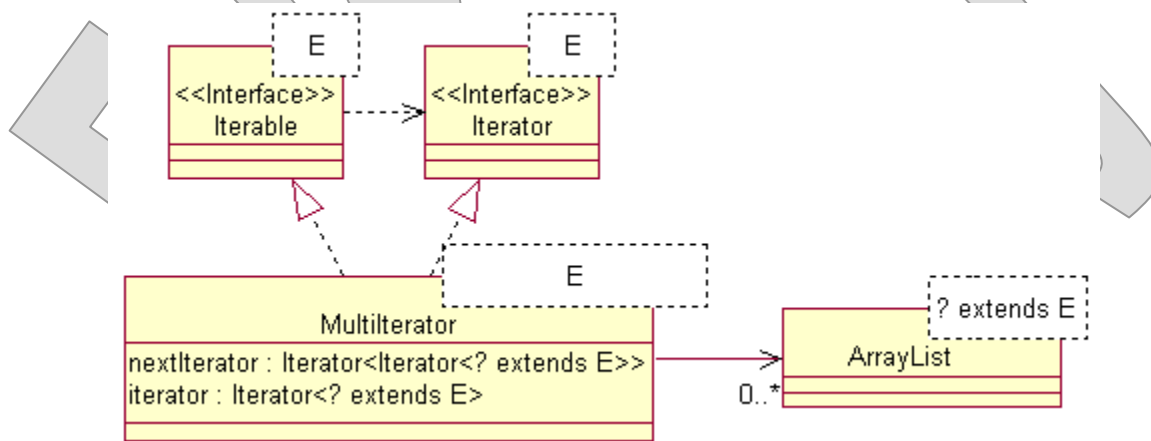 E
E
<<Interface>>
Iterable
<<Interface>>
Iterator
E
MultiIterator
nextIterator : Iterator<Iterator<? extends E>>
iterator : Iterator<? extends E>
0..*
? extends E
ArrayList